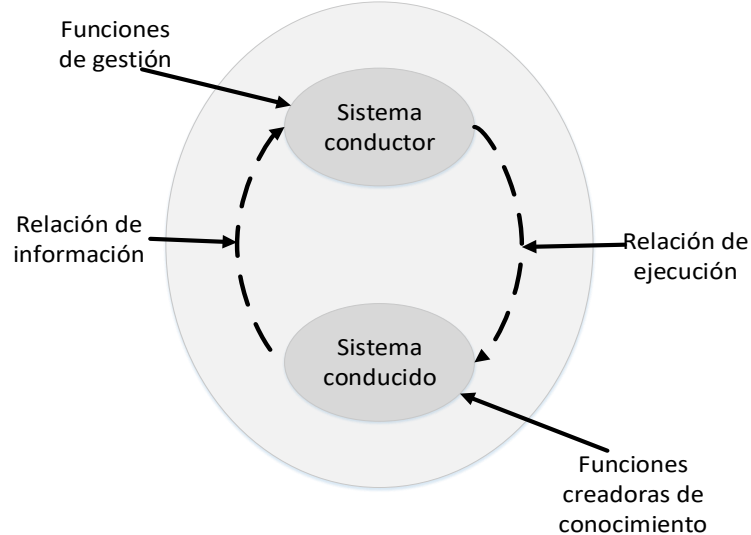 Funciones
de gestión
Sistema
conductor
Relación de
información
Relación de
ejecución
Sistema
conducido
Funciones
creadoras de
conocimiento